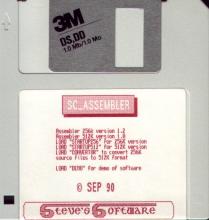 3M
DS,DD
1.0 Mb/1.0 Mo
SC_ASSEMBLER
Assembler 256k version 1.2
Assembler 512k version 1.8
LOAD "STARTUP256" for 256k version
LOAD "STARTUP512" for 512k version
LOAD "CONVERTOR" to convert 256k
source files to 512k format
LOAD "DEMO" for demo of software
© SEP 90
STEVE'S SOFTWARE